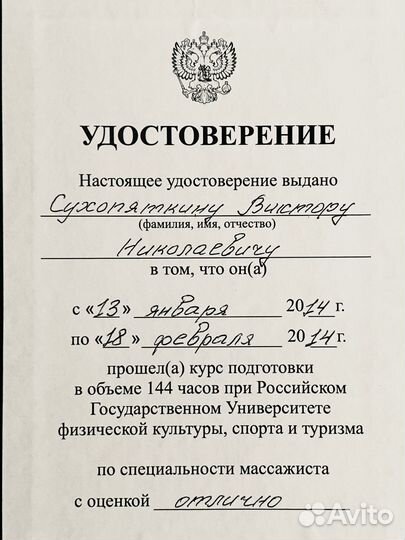 УДОСТОВЕРЕНИЕ
Настоящее удостоверение выдано
Сухопяткину Виктору
(фамилия, имя, отчество)
Николаевичу
в том, что он(а)
с «13» января 2014 г.
по «18» февраля 2014 г.
прошел(а) курс подготовки
в объеме 144 часов при Российском
Государственном Университете
физической культуры, спорта и туризма
по специальности массажиста
с оценкой отлично
Avito